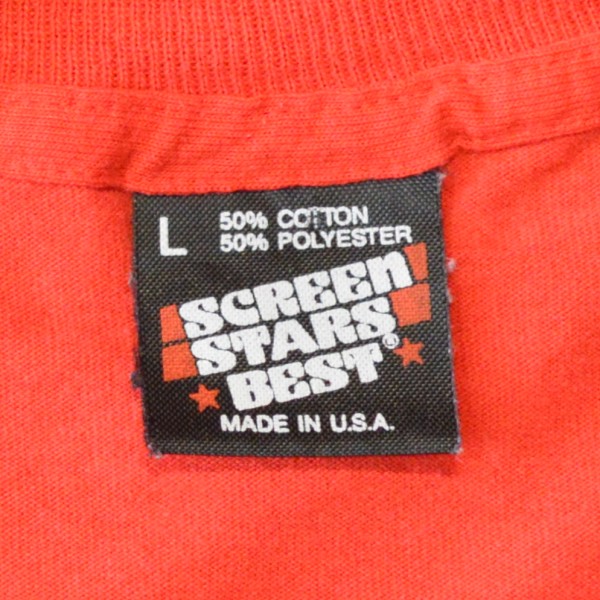 L
50% COTTON
50% POLYESTER
SCREEN
STARS
BEST®
MADE IN U.S.A.